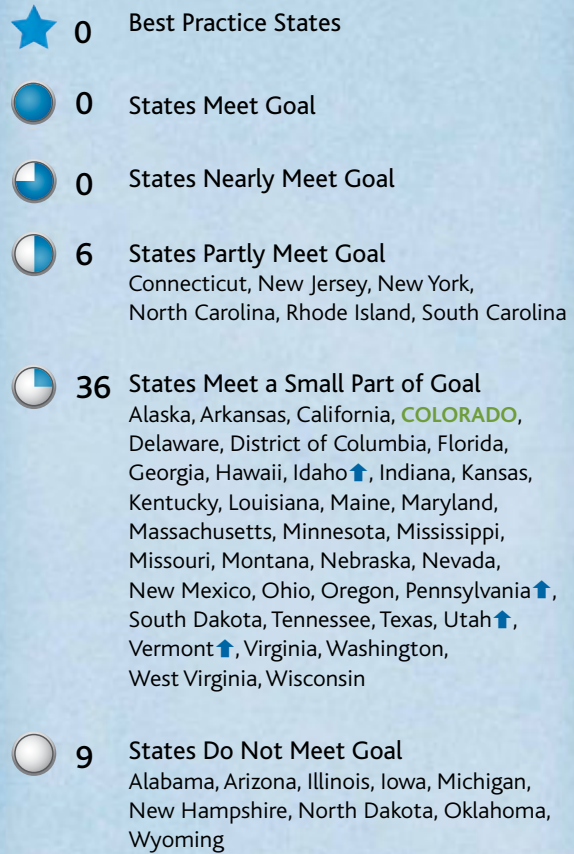 0 Best Practice States
0 States Meet Goal
0 States Nearly Meet Goal
6 States Partly Meet Goal
Connecticut, New Jersey, New York,
North Carolina, Rhode Island, South Carolina
36 States Meet a Small Part of Goal
Alaska, Arkansas, California, COLORADO,
Delaware, District of Columbia, Florida,
Georgia, Hawaii, Idaho⬆, Indiana, Kansas,
Kentucky, Louisiana, Maine, Maryland,
Massachusetts, Minnesota, Mississippi,
Missouri, Montana, Nebraska, Nevada,
New Mexico, Ohio, Oregon, Pennsylvania⬆,
South Dakota, Tennessee, Texas, Utah⬆,
Vermont⬆, Virginia, Washington,
West Virginia, Wisconsin
9 States Do Not Meet Goal
Alabama, Arizona, Illinois, Iowa, Michigan,
New Hampshire, North Dakota, Oklahoma,
Wyoming